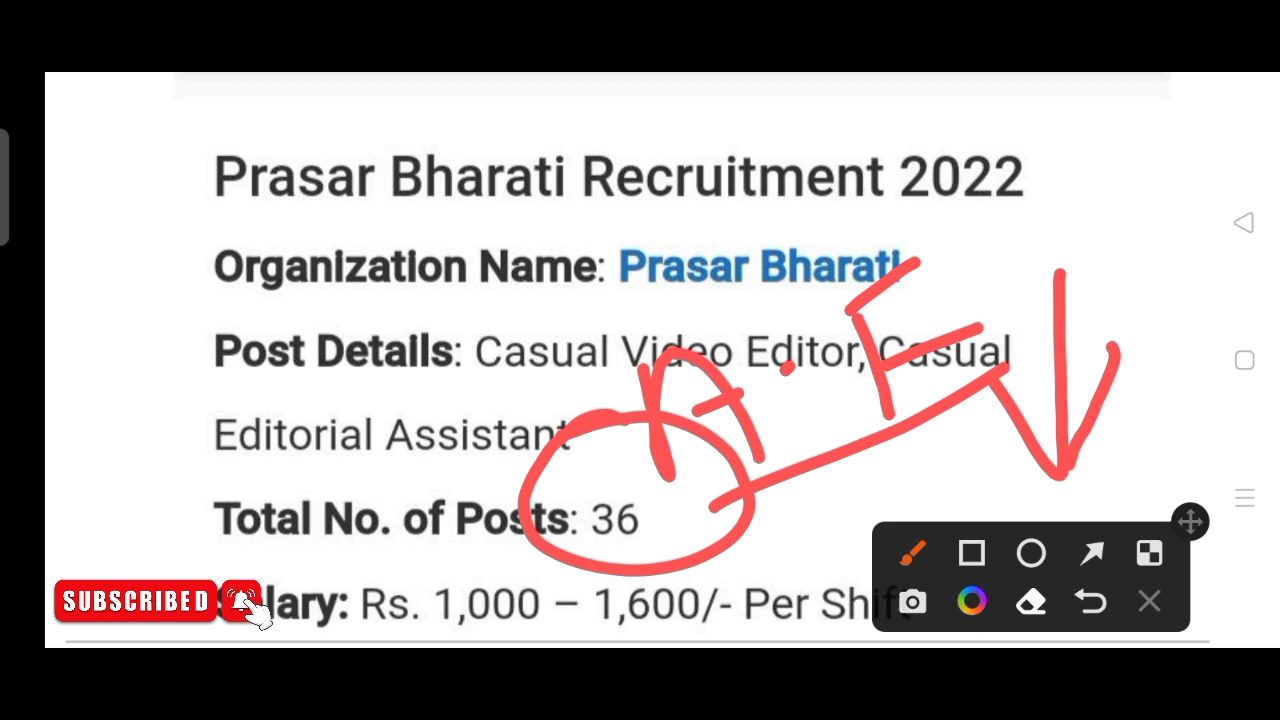 Prasar Bharati Recruitment 2022
Organization Name: Prasar Bharati
Post Details: Casual Video Editor, Casual
Editorial Assistant
Total No. of Posts: 36
Salary: Rs. 1,000 – 1,600/- Per Shift
SUBSCRIBED
A.E